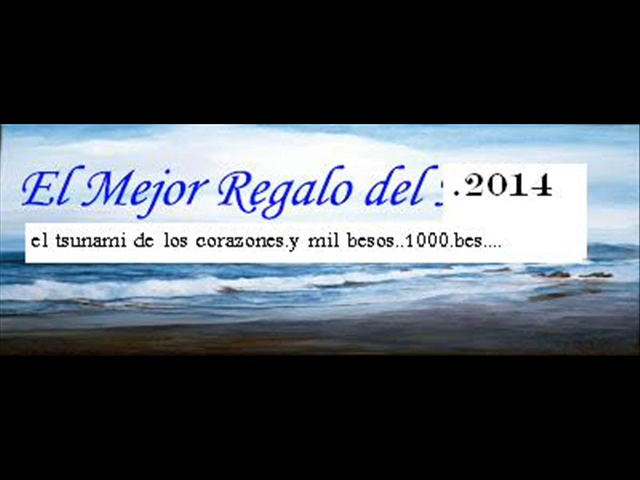 El Mejor Regalo del .2014
el tsunami de los corazones.y mil besos..1000.bes....